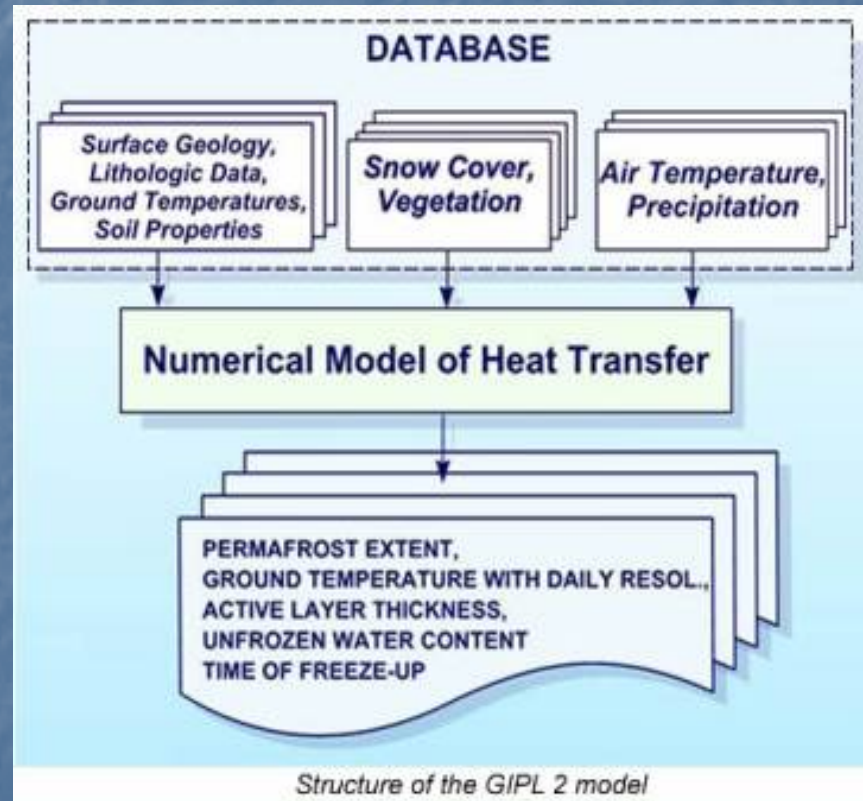 DATABASE
Surface Geology,
Lithologic Data,
Ground Temperatures,
Soil Properties
Snow Cover,
Vegetation
Air Temperature,
Precipitation
Numerical Model of Heat Transfer
PERMAFROST EXTENT,
GROUND TEMPERATURE WITH DAILY RESOL.,
ACTIVE LAYER THICKNESS,
UNFROZEN WATER CONTENT
TIME OF FREEZE-UP
Structure of the GIPL 2 model